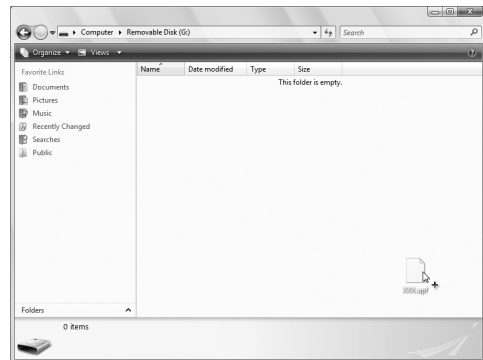 Computer ▸ Removable Disk (G:)
Search
Organize Views
Favorite Links
Documents
Pictures
Music
Recently Changed
Searches
Public
Folders
Name Date modified Type Size
This folder is empty.
0 items